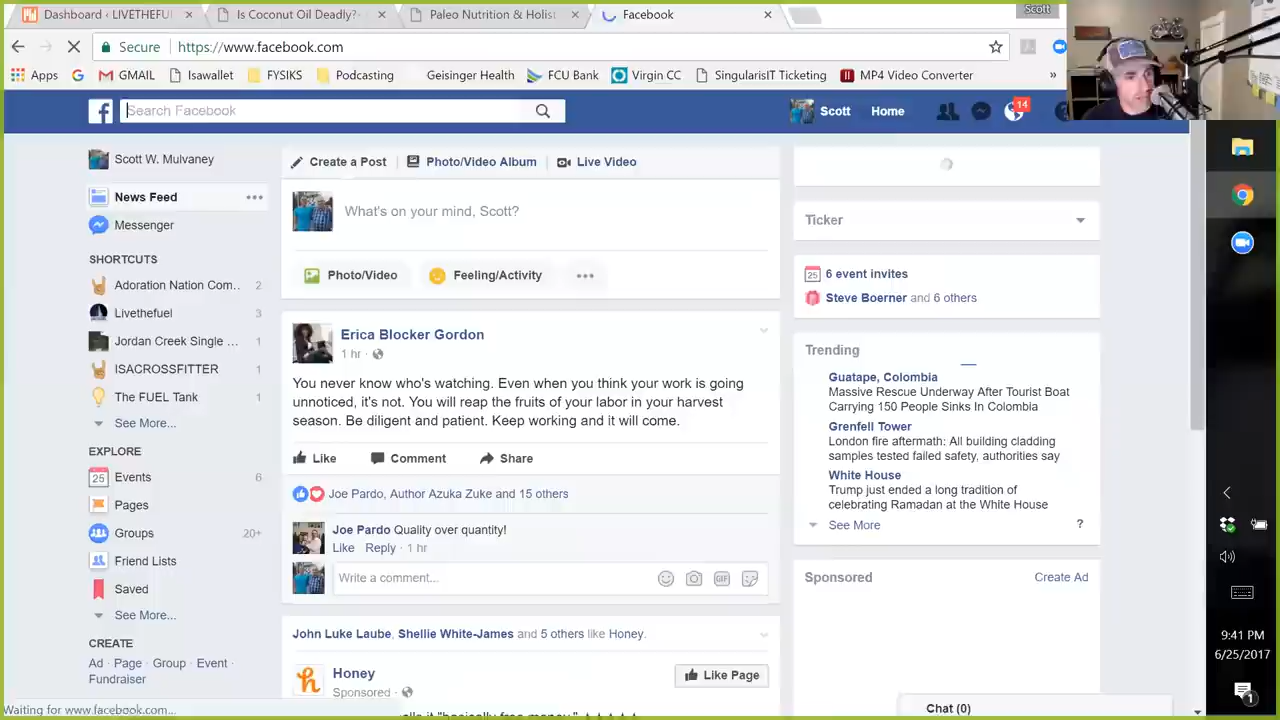 Dashboard ‹ LIVETHEFU
Is Coconut Oil Deadly?
Paleo Nutrition & Holis
Facebook
Scott
Secure
https://www.facebook.com
Apps
GMAIL
Isawallet
FYSIKS
Podcasting
Geisinger Health
FCU Bank
Virgin CC
SingularisIT Ticketing
MP4 Video Converter
»
Search Facebook
Scott
Home
14
Scott W. Mulvaney
News Feed
Messenger
SHORTCUTS
Adoration Nation Com... 2
Livethefuel 3
Jordan Creek Single ... 1
ISACROSSFITTER 1
The FUEL Tank 1
See More...
EXPLORE
25 Events 6
Pages
Groups 20+
Friend Lists
Saved
See More...
CREATE
Ad · Page · Group · Event ·
Fundraiser
Create a Post
Photo/Video Album
Live Video
What's on your mind, Scott?
Photo/Video
Feeling/Activity
Erica Blocker Gordon
1 hr ·
You never know who's watching. Even when you think your work is going
unnoticed, it's not. You will reap the fruits of your labor in your harvest
season. Be diligent and patient. Keep working and it will come.
Like
Comment
Share
Joe Pardo, Author Azuka Zuke and 15 others
Joe Pardo Quality over quantity!
Like Reply · 1 hr
Write a comment...
GIF
John Luke Laube, Shellie White-James and 5 others like Honey.
Honey
Sponsored ·
Like Page
Ticker
25 6 event invites
Steve Boerner and 6 others
Trending
Guatape, Colombia
Massive Rescue Underway After Tourist Boat
Carrying 150 People Sinks In Colombia
Grenfell Tower
London fire aftermath: All building cladding
samples tested failed safety, authorities say
White House
Trump just ended a long tradition of
celebrating Ramadan at the White House
See More
?
Sponsored
Create Ad
Chat (0)
Waiting for www.facebook.com...
9:41 PM
6/25/2017
1